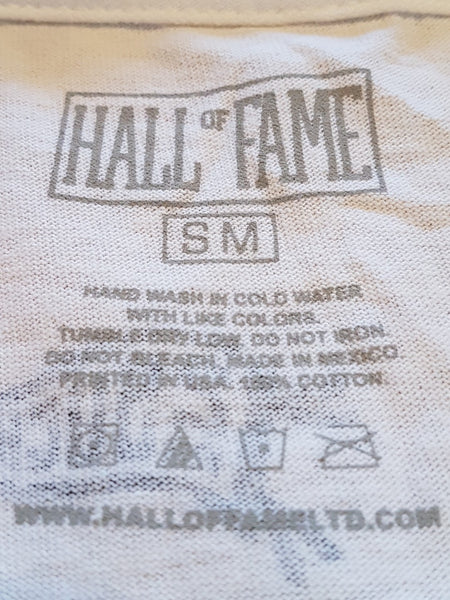 HALL OF FAME
SM
HAND WASH IN COLD WATER
WITH LIKE COLORS.
TUMBLE DRY LOW. DO NOT IRON.
DO NOT BLEACH. MADE IN MEXICO
PRINTED IN USA. 100% COTTON.
WWW.HALLOFFAMELTD.COM